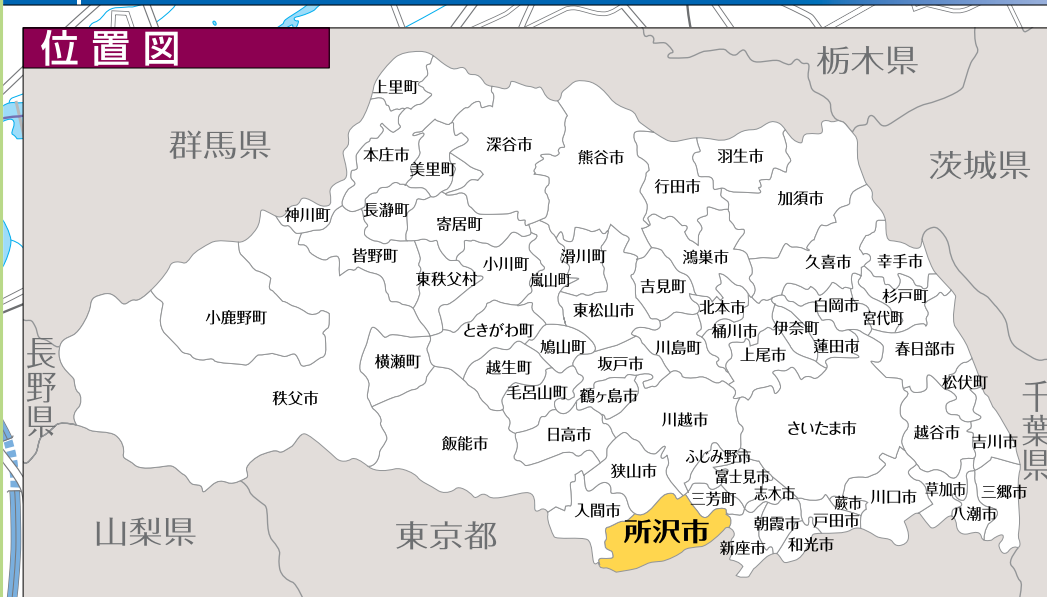 位置図
栃木県
群馬県
茨城県
長野県
千葉県
山梨県
東京都
上里町
本庄市
美里町
深谷市
熊谷市
行田市
羽生市
加須市
神川町
長瀞町
寄居町
皆野町
東秩父村
小川町
嵐山町
滑川町
吉見町
鴻巣市
久喜市
幸手市
小鹿野町
東松山市
北本市
白岡市
杉戸町
宮代町
ときがわ町
鳩山町
川島町
桶川市
伊奈町
蓮田市
上尾市
春日部市
横瀬町
越生町
坂戸市
松伏町
秩父市
毛呂山町
鶴ヶ島市
川越市
さいたま市
越谷市
吉川市
飯能市
日高市
狭山市
ふじみ野市
富士見市
三芳町
志木市
蕨市
川口市
草加市
三郷市
八潮市
入間市
所沢市
新座市
朝霞市
戸田市
和光市